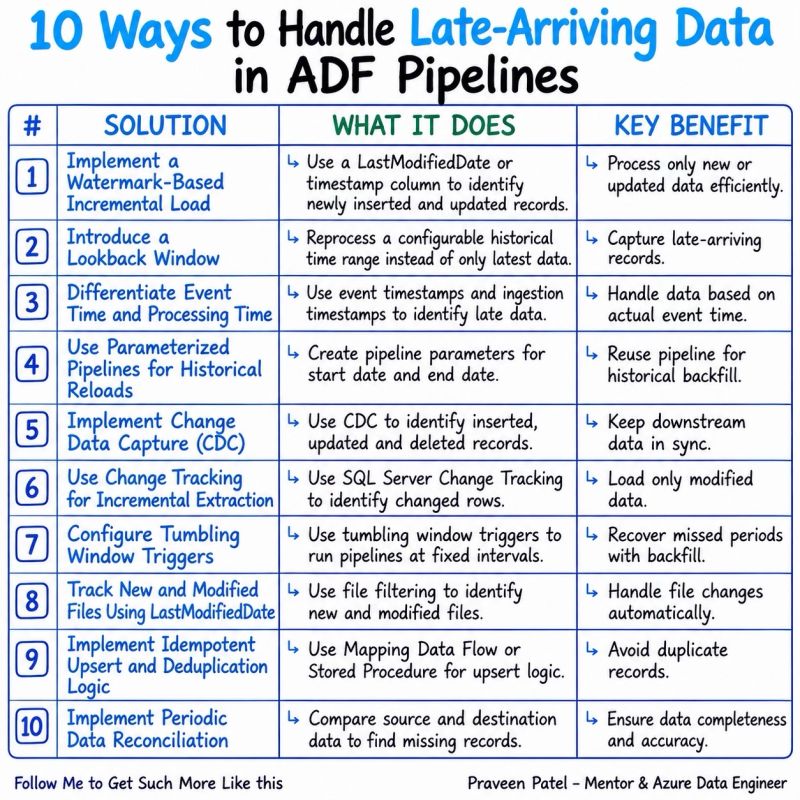 10 Ways to Handle Late-Arriving Data
in ADF Pipelines
# SOLUTION WHAT IT DOES KEY BENEFIT
1
Implement a
Watermark-Based
Incremental Load
↳ Use a LastModifiedDate or
timestamp column to identify
newly inserted and updated records.
↳ Process only new or
updated data efficiently.
2
Introduce a
Lookback Window
↳ Reprocess a configurable historical
time range instead of only latest data.
↳ Capture late-arriving
records.
3
Differentiate Event
Time and Processing Time
↳ Use event timestamps and ingestion
timestamps to identify late data.
↳ Handle data based on
actual event time.
4
Use Parameterized
Pipelines for Historical
Reloads
↳ Create pipeline parameters for
start date and end date.
↳ Reuse pipeline for
historical backfill.
5
Implement Change
Data Capture (CDC)
↳ Use CDC to identify inserted,
updated and deleted records.
↳ Keep downstream
data in sync.
6
Use Change Tracking
for Incremental Extraction
↳ Use SQL Server Change Tracking
to identify changed rows.
↳ Load only modified
data.
7
Configure Tumbling
Window Triggers
↳ Use tumbling window triggers to
run pipelines at fixed intervals.
↳ Recover missed periods
with backfill.
8
Track New and Modified
Files Using LastModifiedDate
↳ Use file filtering to identify
new and modified files.
↳ Handle file changes
automatically.
9
Implement Idempotent
Upsert and Deduplication
Logic
↳ Use Mapping Data Flow or
Stored Procedure for upsert logic.
↳ Avoid duplicate
records.
10
Implement Periodic
Data Reconciliation
↳ Compare source and destination
data to find missing records.
↳ Ensure data completeness
and accuracy.
Follow Me to Get Such More Like this
Praveen Patel – Mentor & Azure Data Engineer